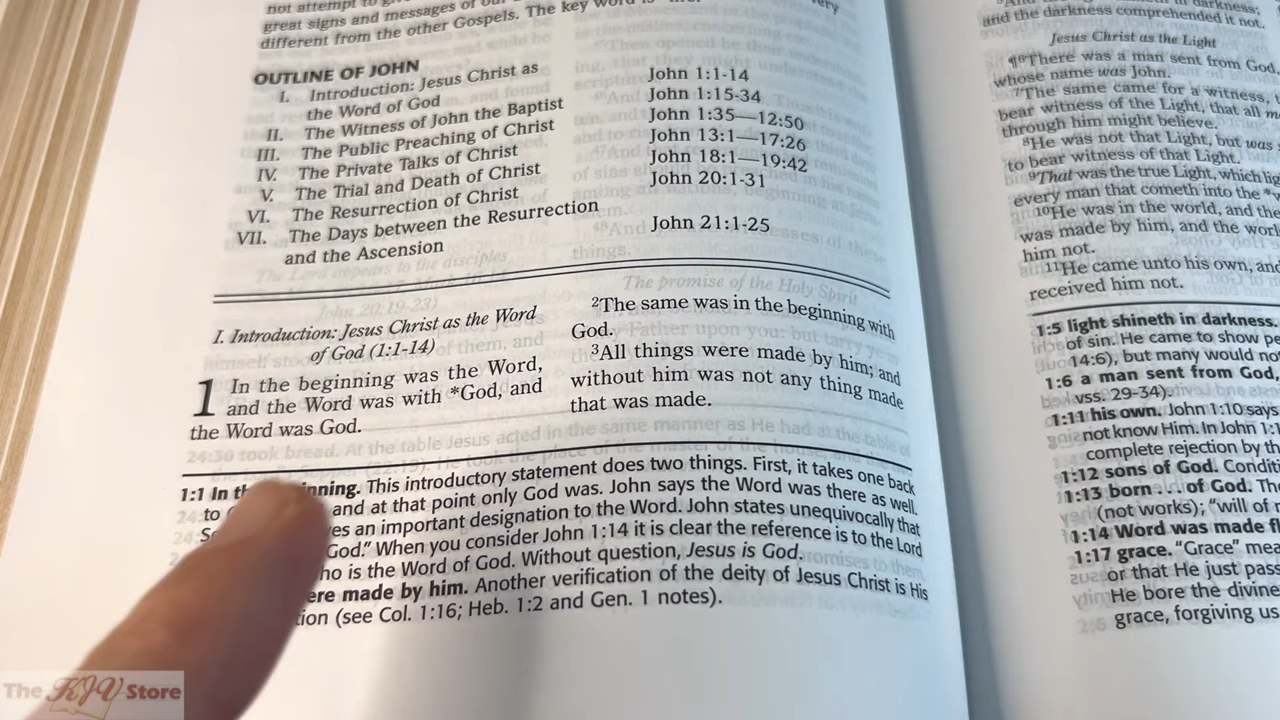 great signs and messages of our
different from the other Gospels. The key word is
very
OUTLINE OF JOHN
I. Introduction: Jesus Christ as
the Word of God
John 1:1-14
II. The Witness of John the Baptist
John 1:15-34
III. The Public Preaching of Christ
John 1:35—12:50
IV. The Private Talks of Christ
John 13:1—17:26
V. The Trial and Death of Christ
John 18:1—19:42
VI. The Resurrection of Christ
John 20:1-31
VII. The Days between the Resurrection
and the Ascension
John 21:1-25
I. Introduction: Jesus Christ as the Word
of God (1:1-14)
1 In the beginning was the Word,
and the Word was with *God, and
the Word was God.
2The same was in the beginning with
God.
3All things were made by him; and
without him was not any thing made
that was made.
1:1 In the beginning. This introductory statement does two things. First, it takes one back
to and at that point only God was. John says the Word was there as well.
an important designation to the Word. John states unequivocally that
God.” When you consider John 1:14 it is clear the reference is to the Lord
who is the Word of God. Without question, Jesus is God.
were made by him. Another verification of the deity of Jesus Christ is His
(see Col. 1:16; Heb. 1:2 and Gen. 1 notes).
and the darkness comprehended it not.
Jesus Christ as the Light
¶6There was a man sent from God,
whose name was John.
7The same came for a witness,
bear witness of the Light, that all
through him might believe.
8He was not that Light, but was
to bear witness of that Light.
9That was the true Light, which
every man that cometh into the
10He was in the world, and the
was made by him, and the
him not.
11He came unto his own, and
received him not.
1:5 light shineth in darkness.
of sin. He came to show
14:6), but many would
1:6 a man sent from God,
vss. 29-34).
1:11 his own. John 1:10 says
not know Him. In John
complete rejection by
1:12 sons of God.
1:13 born . . . of God.
(not works); “will of
1:14 Word was made
1:17 grace. “Grace”
or that He just
He bore the divine
grace, forgiving us
The KJV Store